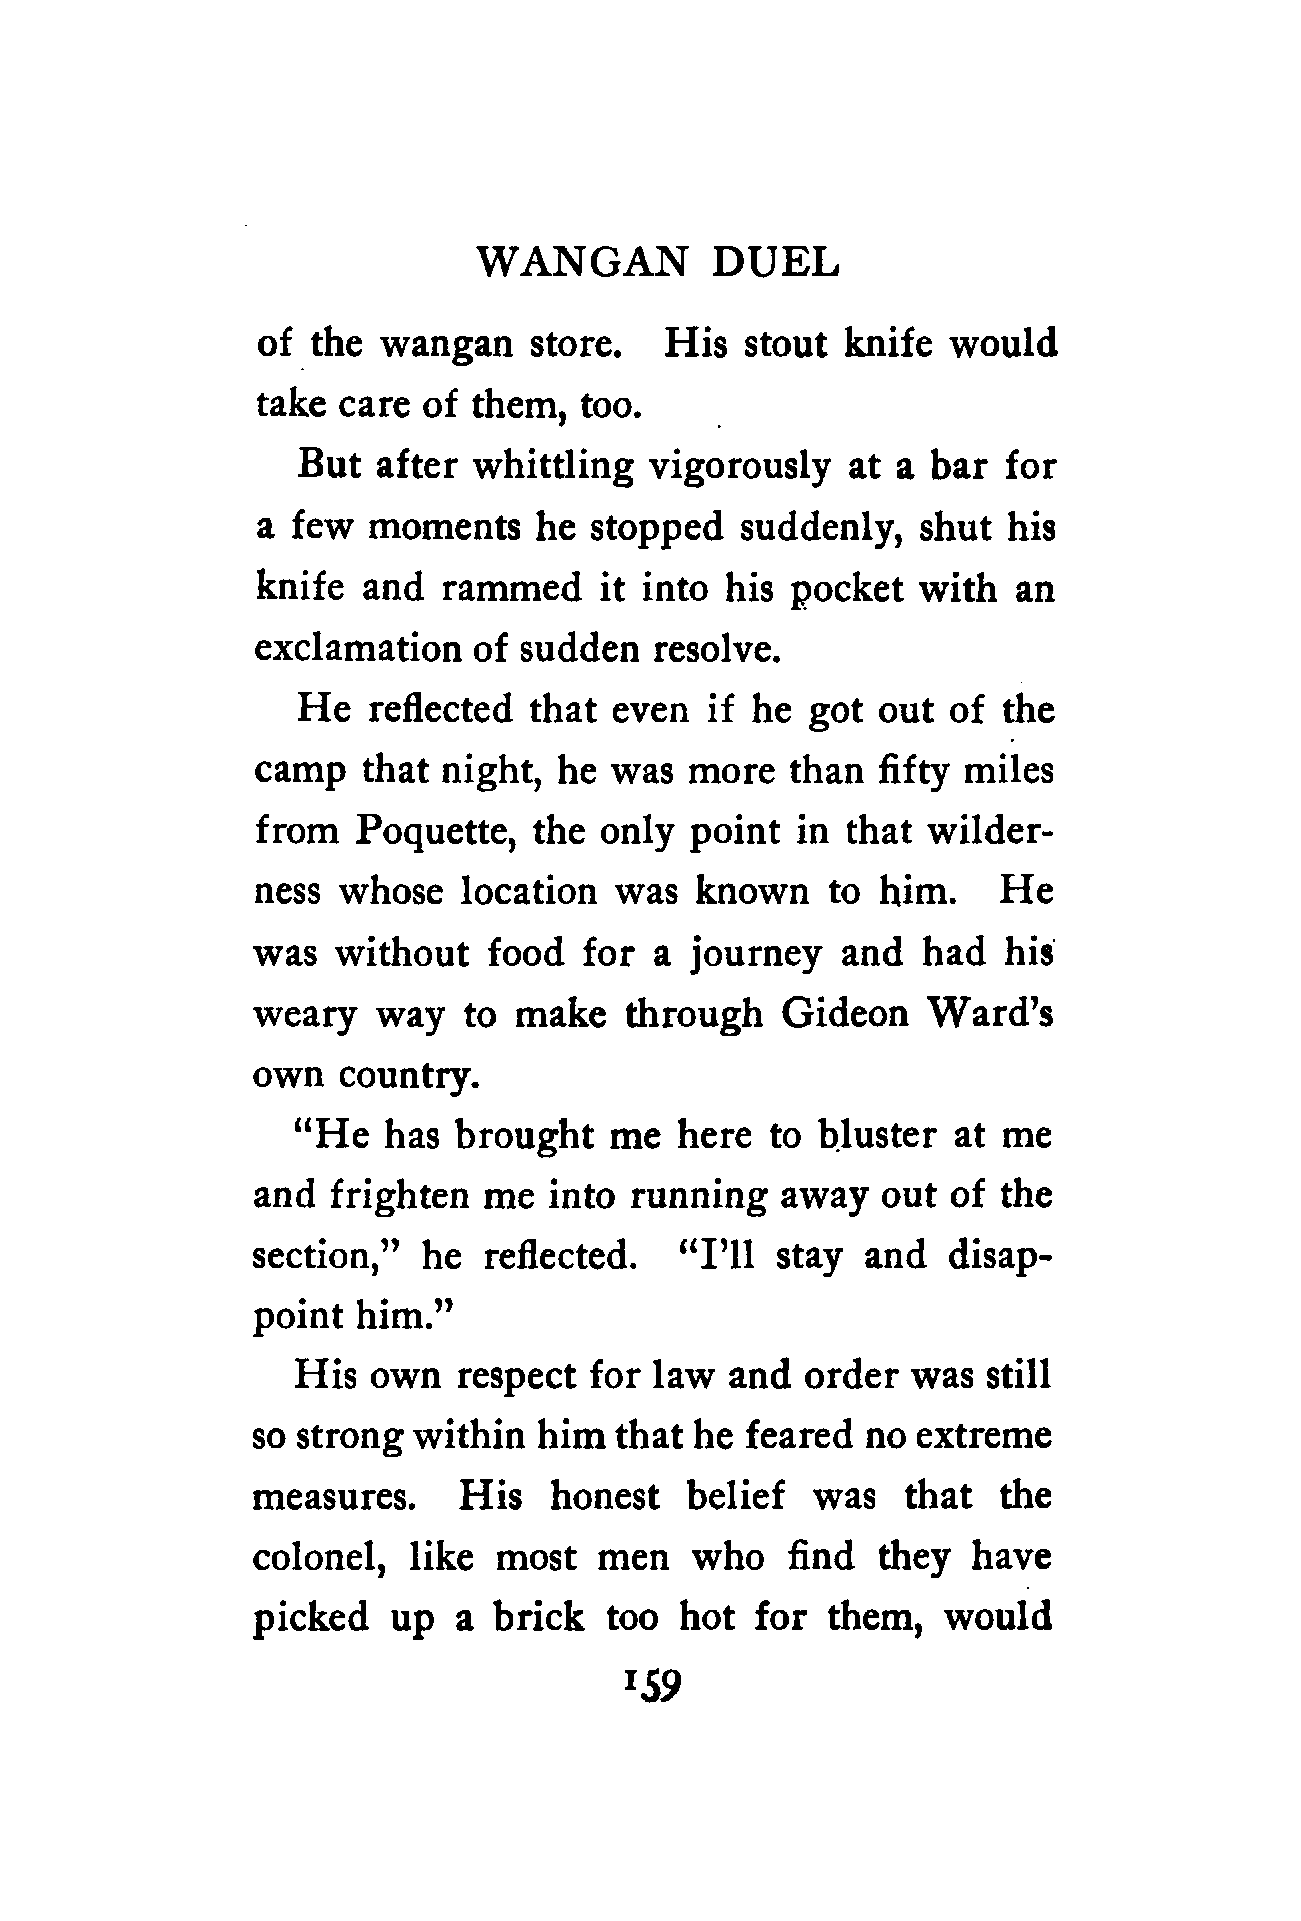 WANGAN DUEL
of the wangan store. His stout knife would
take care of them, too.
But after whittling vigorously at a bar for
a few moments he stopped suddenly, shut his
knife and rammed it into his pocket with an
exclamation of sudden resolve.
He reflected that even if he got out of the
camp that night, he was more than fifty miles
from Poquette, the only point in that wilder-
ness whose location was known to him. He
was without food for a journey and had his
weary way to make through Gideon Ward's
own country.
“He has brought me here to bluster at me
and frighten me into running away out of the
section,” he reflected. “I'll stay and disap-
point him.”
His own respect for law and order was still
so strong within him that he feared no extreme
measures. His honest belief was that the
colonel, like most men who find they have
picked up a brick too hot for them, would
159